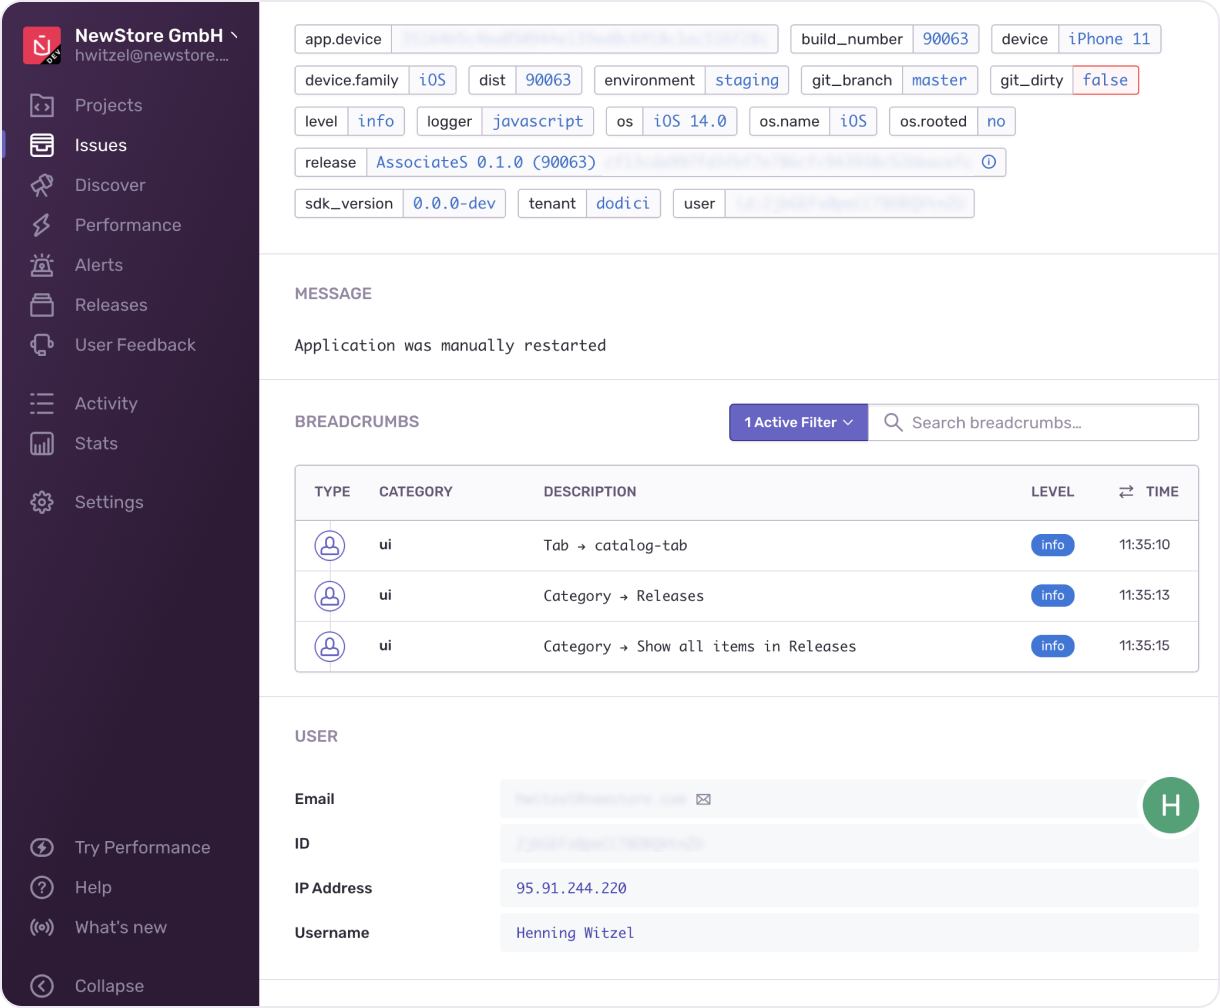 NewStore GmbH
hwitzel@newstore....
Projects
Issues
Discover
Performance
Alerts
Releases
User Feedback
Activity
Stats
Settings
Try Performance
Help
What's new
Collapse
app.device build_number 90063 device iPhone 11
device.family iOS dist 90063 environment staging git_branch master git_dirty false
level info logger javascript os iOS 14.0 os.name iOS os.rooted no
release AssociateS 0.1.0 (90063)
sdk_version 0.0.0-dev tenant dodici user
MESSAGE
Application was manually restarted
BREADCRUMBS 1 Active Filter Search breadcrumbs...
TYPE CATEGORY DESCRIPTION LEVEL TIME
ui Tab → catalog-tab info 11:35:10
ui Category → Releases info 11:35:13
ui Category → Show all items in Releases info 11:35:15
USER
Email
H
ID
IP Address 95.91.244.220
Username Henning Witzel